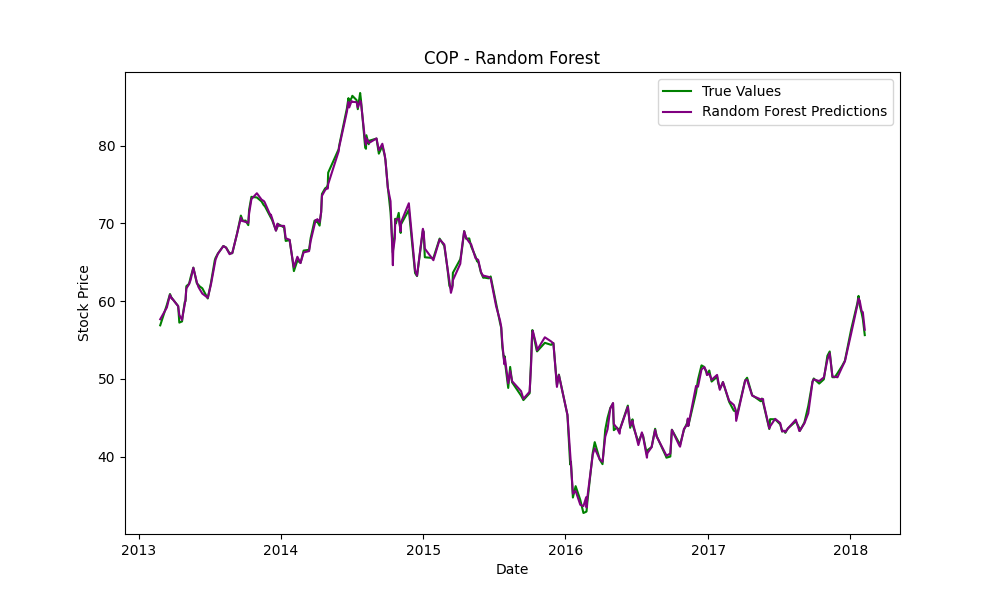 COP - Random Forest
True Values
Random Forest Predictions
80
70
60
50
40
Stock Price
2013 2014 2015 2016 2017 2018
Date